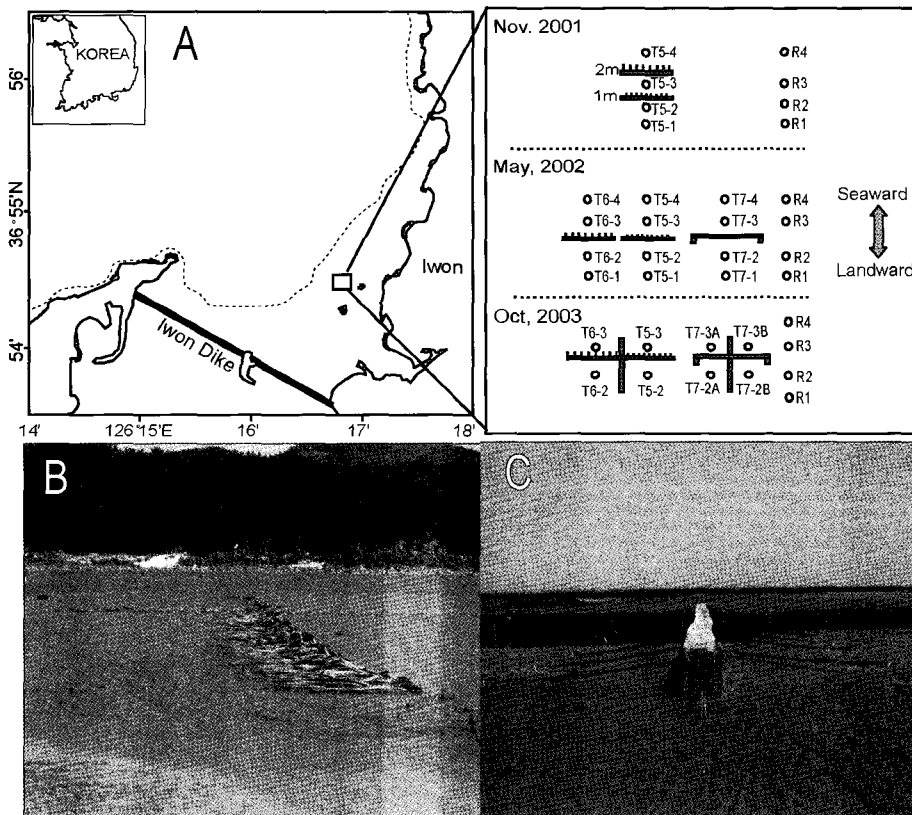 KOREA
A
56'
36°55'N
54'
14'
126°15'E
16'
17'
18'
Iwon
Iwon Dike
Nov. 2001
T5-4
R4
2m
T5-3
R3
1m
T5-2
R2
T5-1
R1
May, 2002
T6-4
T5-4
T7-4
R4
T6-3
T5-3
T7-3
R3
T6-2
T5-2
T7-2
R2
T6-1
T5-1
T7-1
R1
Seaward
Landward
Oct, 2003
T6-3
T5-3
T7-3A
T7-3B
R4
R3
T6-2
T5-2
T7-2A
T7-2B
R2
R1
B
C